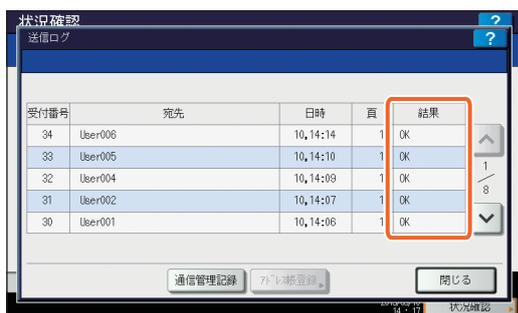 状況確認 ?
送信ログ ?
受付番号 宛先 日時 頁 結果
34 User006 10,14:14 1 OK
33 User005 10,14:10 1 OK
32 User004 10,14:09 1 OK
31 User002 10,14:07 1 OK
30 User001 10,14:06 1 OK
1/8
通信管理記録 アドレス帳登録 閉じる
14:17 状況確認